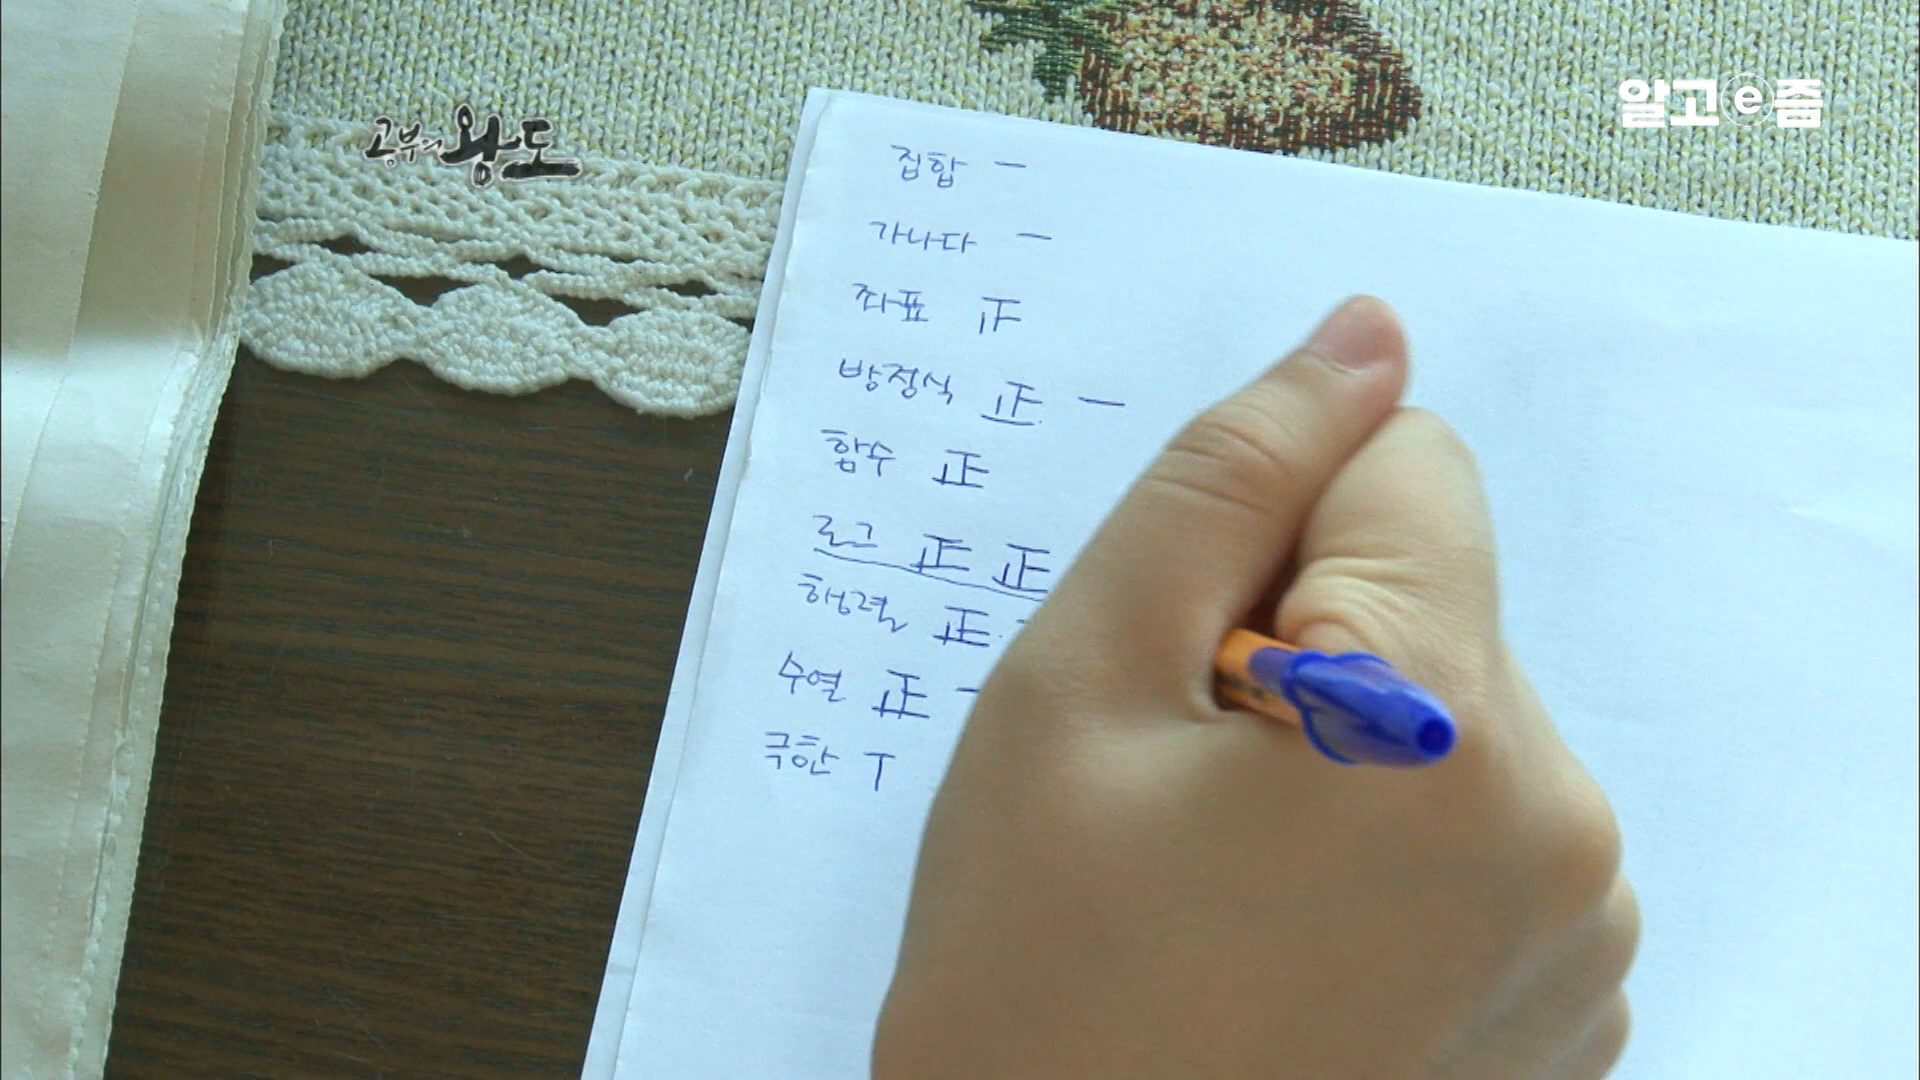 공부의 왕도
알고e즘
집합 一
가나다 一
좌표 正
방정식 正 一
함수 正
로그 正 正
행렬 正
수열 正 一
극한 T